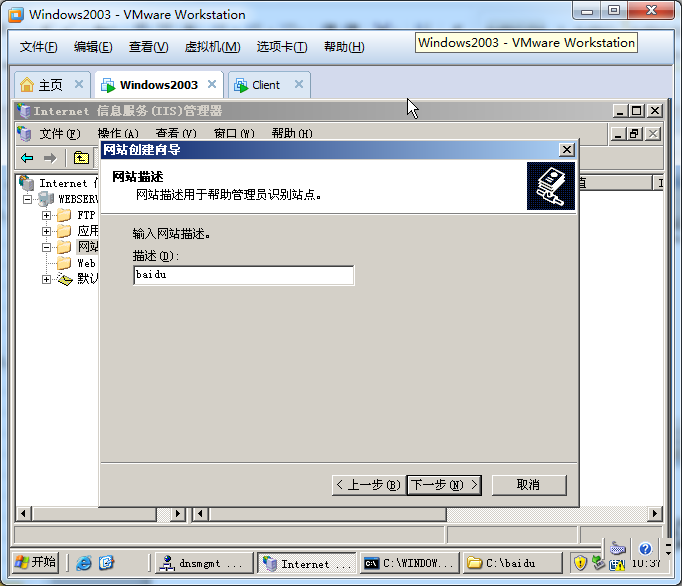 Windows2003 - VMware Workstation
文件(F) 编辑(E) 查看(V) 虚拟机(M) 选项卡(T) 帮助(H)
Windows2003 - VMware Workstation
主页 Windows2003 Client
Internet 信息服务(IIS)管理器
文件(F) 操作(A) 查看(V) 窗口(W) 帮助(H)
网站创建向导
网站描述
网站描述用于帮助管理员识别站点。
Internet
WEBSERV
FTP
应用
网站
Web
默认
值
输入网站描述。
描述(D):
baidu
< 上一步(B) 下一步(N) > 取消
开始 dnsmgmt ... Internet ... C:\WINDOW... C:\baidu 10:37